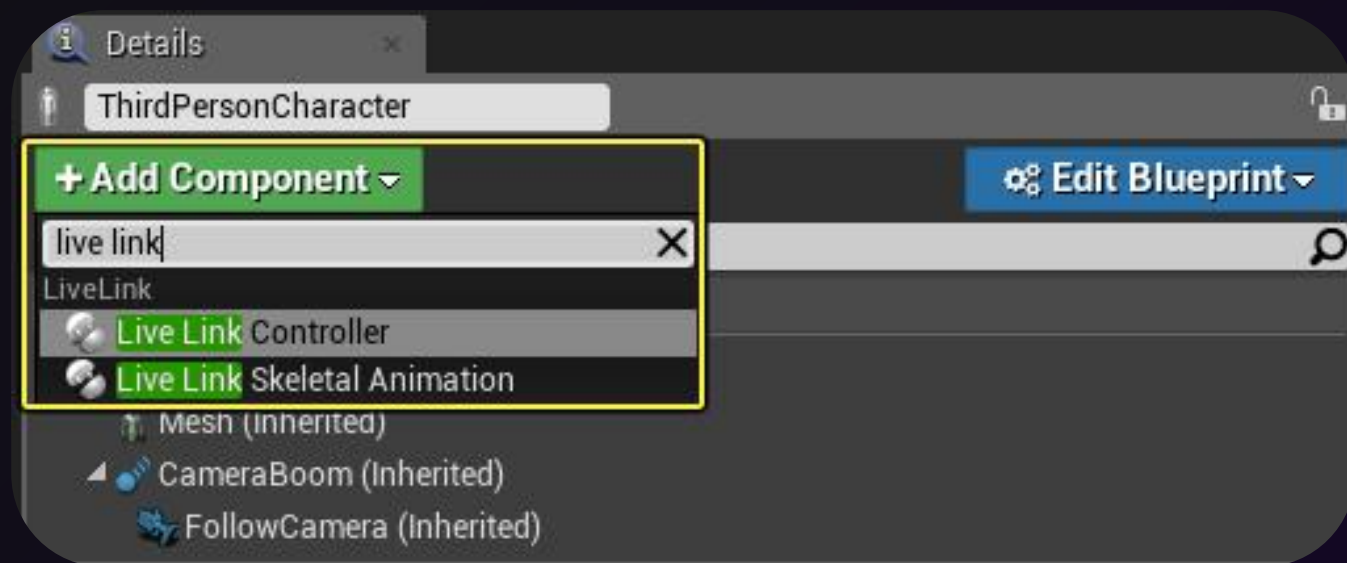 Details
ThirdPersonCharacter
+ Add Component
Edit Blueprint
live link
LiveLink
Live Link Controller
Live Link Skeletal Animation
Mesh (Inherited)
CameraBoom (Inherited)
FollowCamera (Inherited)